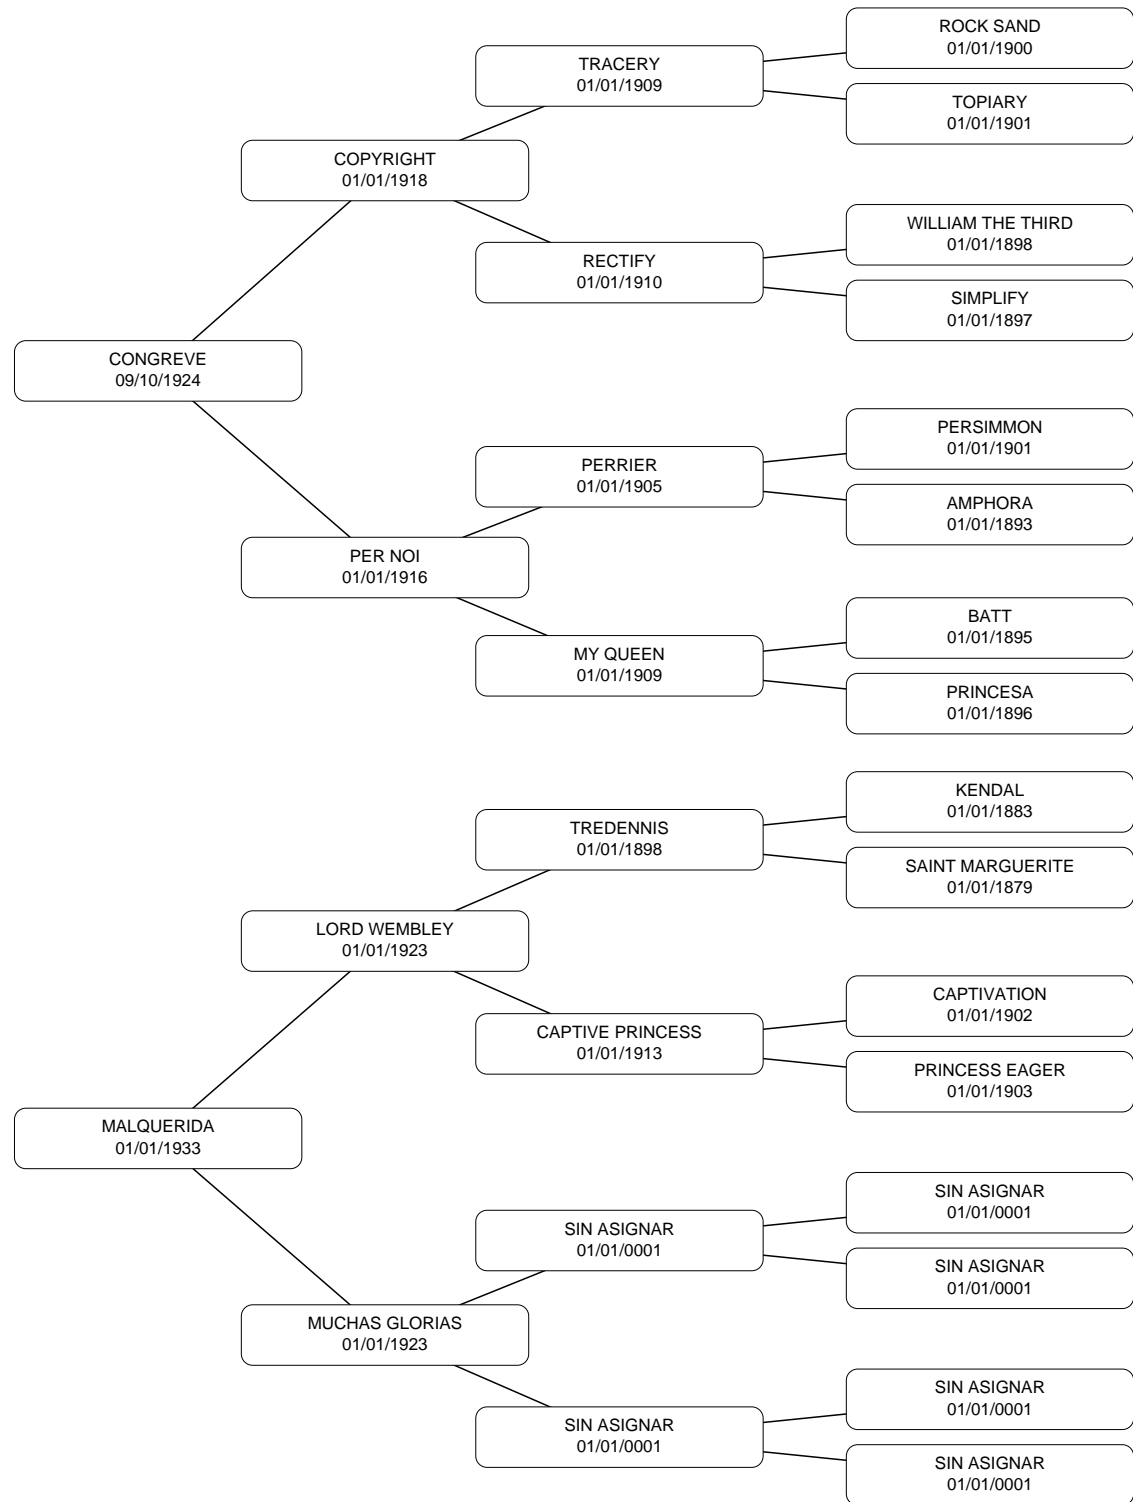 ROCK SAND
01/01/1900
TRACERY
01/01/1909
TOPIARY
01/01/1901
COPYRIGHT
01/01/1918
WILLIAM THE THIRD
01/01/1898
RECTIFY
01/01/1910
SIMPLIFY
01/01/1897
CONGREVE
09/10/1924
PERSIMMON
01/01/1901
PERRIER
01/01/1905
AMPHORA
01/01/1893
PER NOI
01/01/1916
BATT
01/01/1895
MY QUEEN
01/01/1909
PRINCESA
01/01/1896
KENDAL
01/01/1883
TREDENNIS
01/01/1898
SAINT MARGUERITE
01/01/1879
LORD WEMBLEY
01/01/1923
CAPTIVATION
01/01/1902
CAPTIVE PRINCESS
01/01/1913
PRINCESS EAGER
01/01/1903
MALQUERIDA
01/01/1933
SIN ASIGNAR
01/01/0001
SIN ASIGNAR
01/01/0001
SIN ASIGNAR
01/01/0001
MUCHAS GLORIAS
01/01/1923
SIN ASIGNAR
01/01/0001
SIN ASIGNAR
01/01/0001
SIN ASIGNAR
01/01/0001